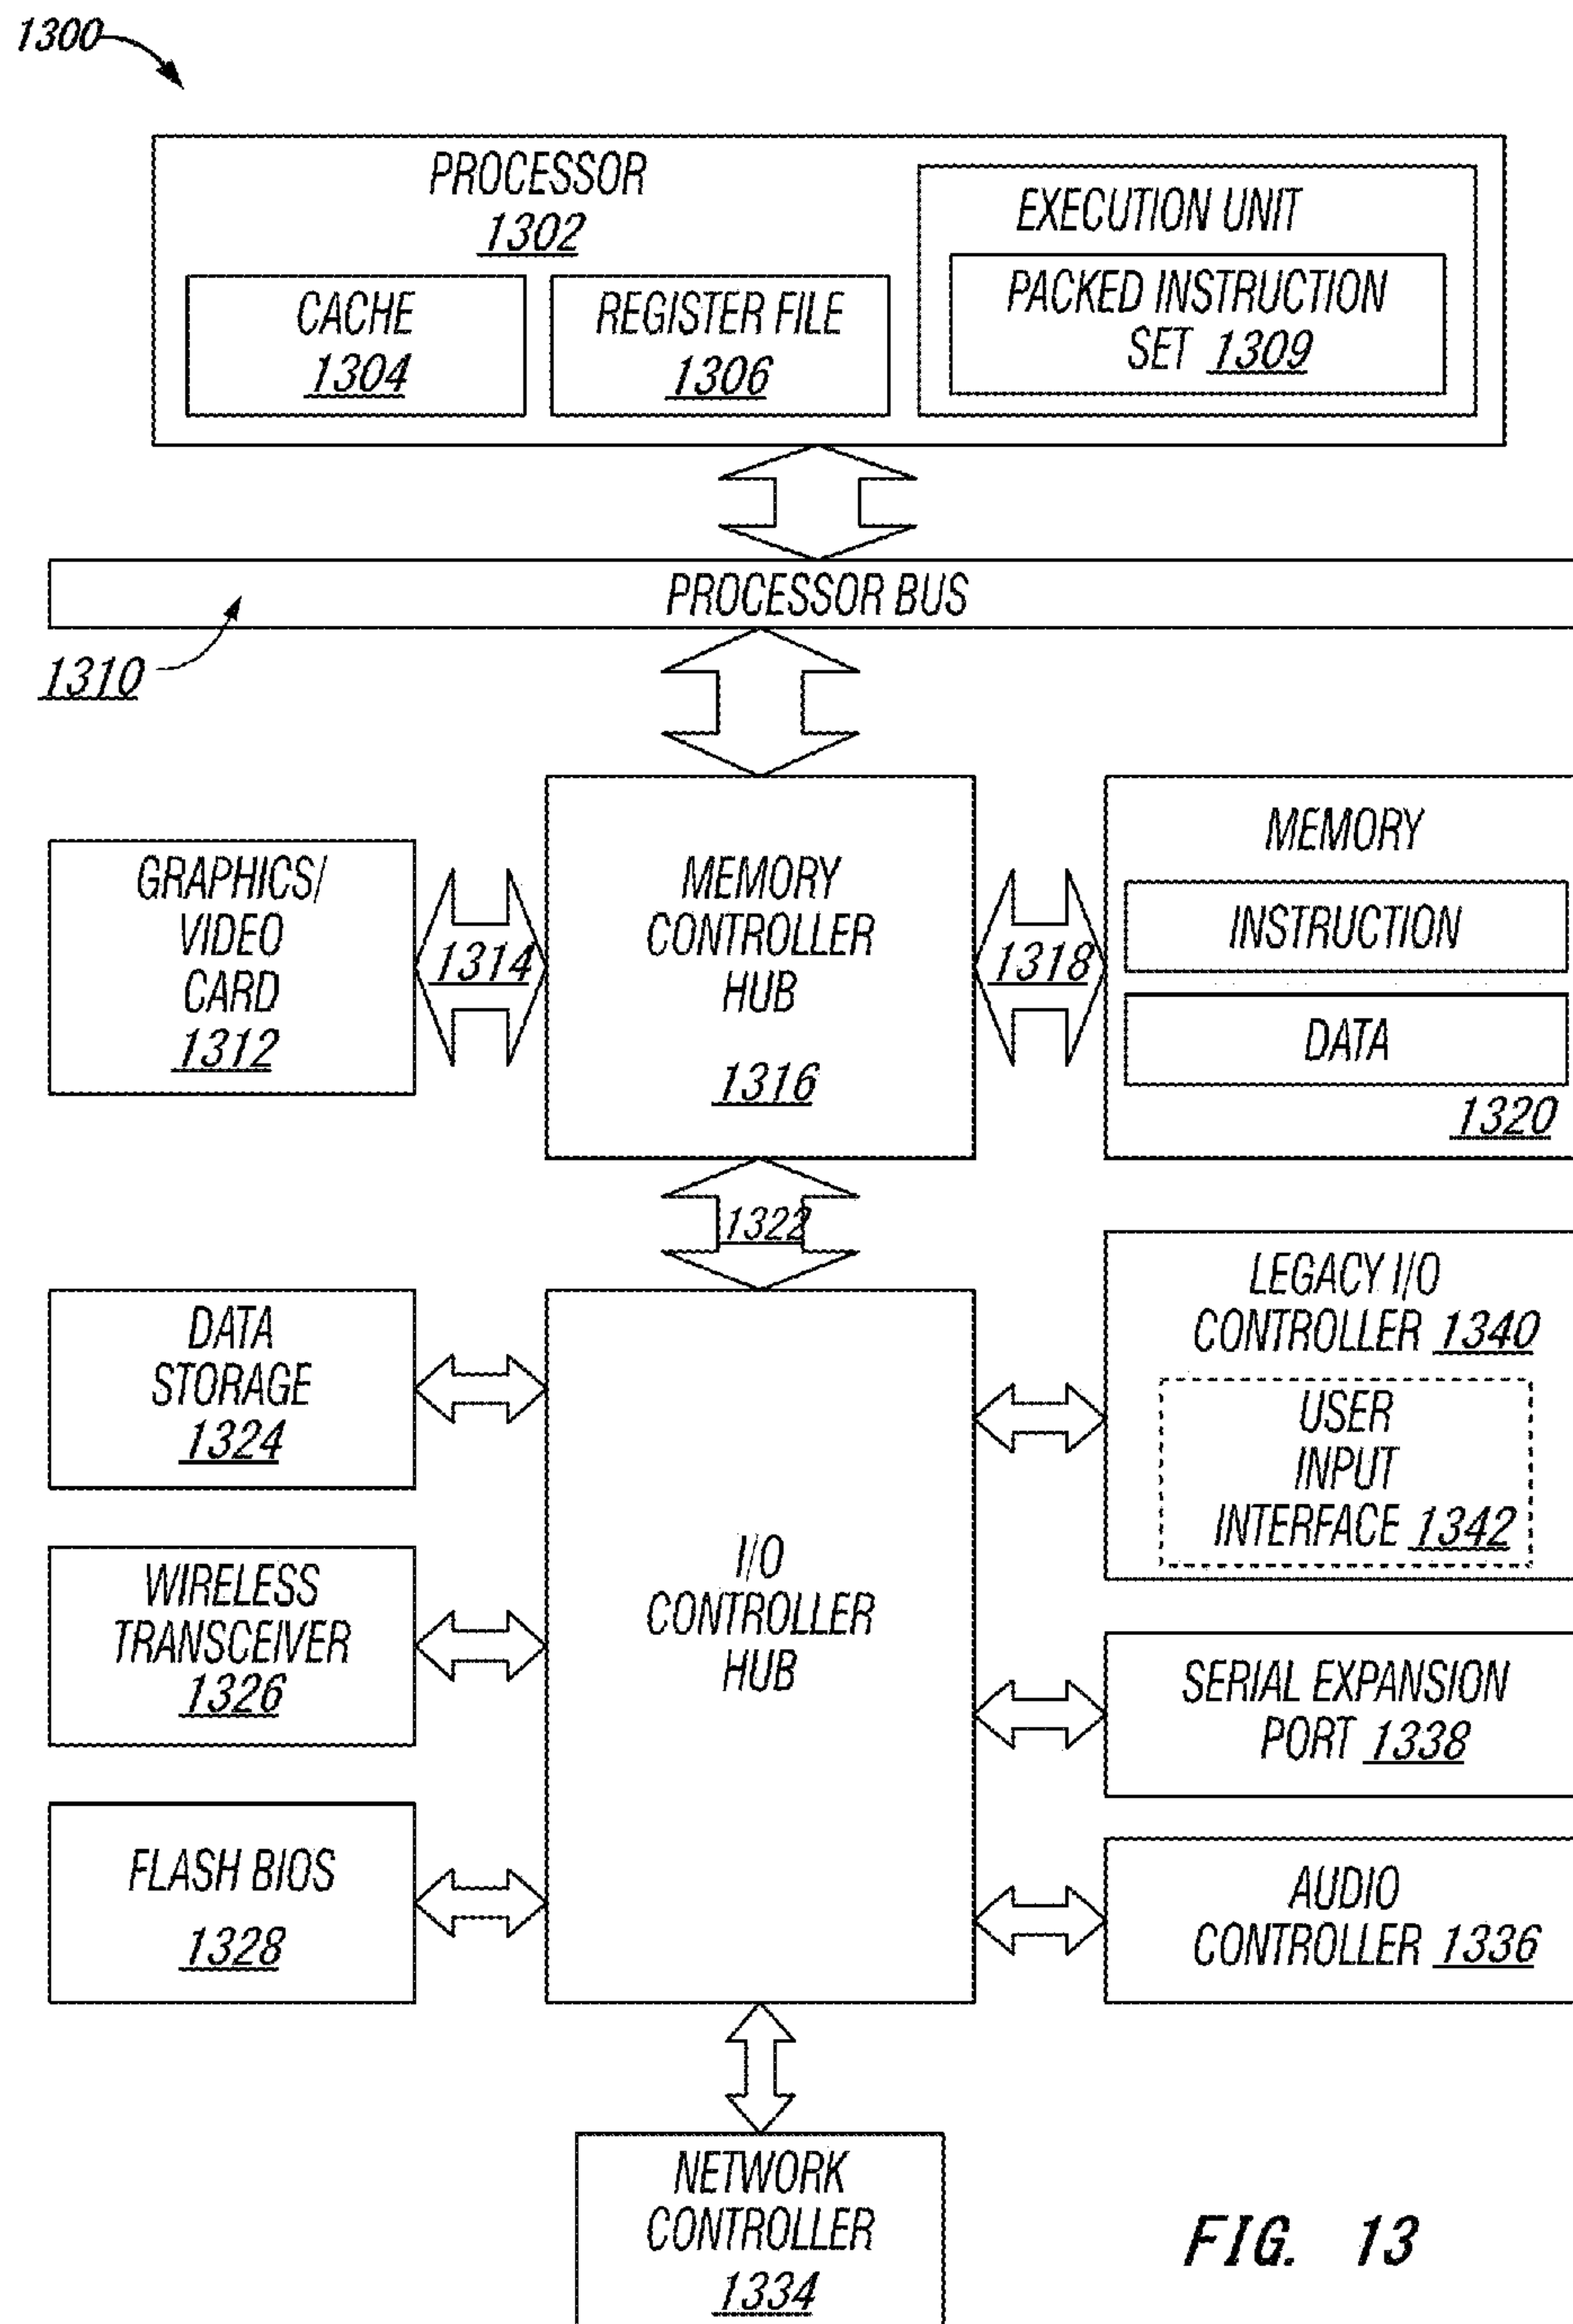 1300
PROCESSOR
1302
CACHE
1304
REGISTER FILE
1306
EXECUTION UNIT
PACKED INSTRUCTION
SET 1309
PROCESSOR BUS
1310
GRAPHICS/
VIDEO
CARD
1312
1314
MEMORY
CONTROLLER
HUB
1316
1318
MEMORY
INSTRUCTION
DATA
1320
1322
DATA
STORAGE
1324
WIRELESS
TRANSCEIVER
1326
FLASH BIOS
1328
I/O
CONTROLLER
HUB
LEGACY I/O
CONTROLLER 1340
USER
INPUT
INTERFACE 1342
SERIAL EXPANSION
PORT 1338
AUDIO
CONTROLLER 1336
NETWORK
CONTROLLER
1334
FIG. 13